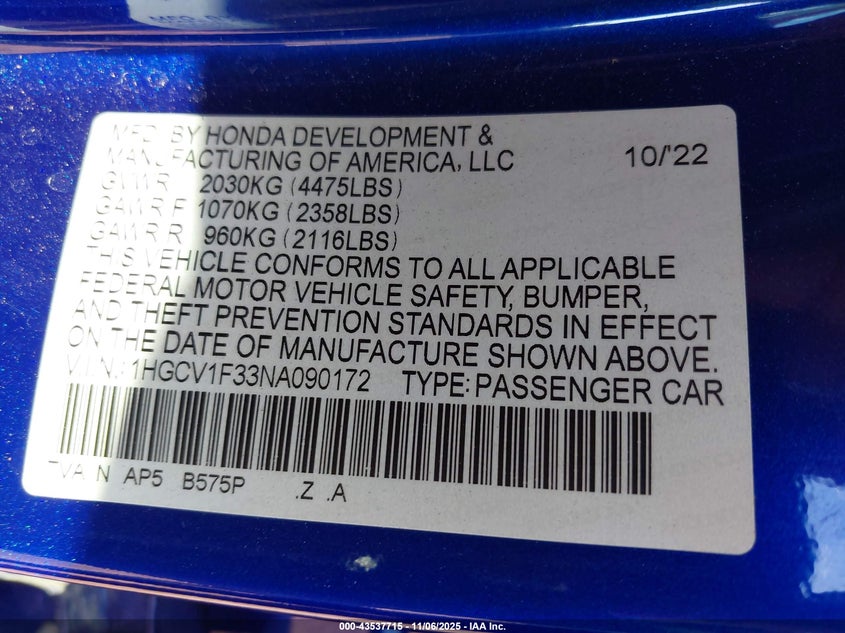 MFD. BY HONDA DEVELOPMENT &
MANUFACTURING OF AMERICA, LLC 10/'22
GVWR 2030KG (4475LBS)
GAWR F 1070KG (2358LBS)
GAWR R 960KG (2116LBS)
THIS VEHICLE CONFORMS TO ALL APPLICABLE
FEDERAL MOTOR VEHICLE SAFETY, BUMPER,
AND THEFT PREVENTION STANDARDS IN EFFECT
ON THE DATE OF MANUFACTURE SHOWN ABOVE.
V.I.N.: 1HGCV1F33NA090172 TYPE: PASSENGER CAR
TVA N AP5 B575P .Z .A
000-43537715 - 11/06/2025 - IAA Inc.